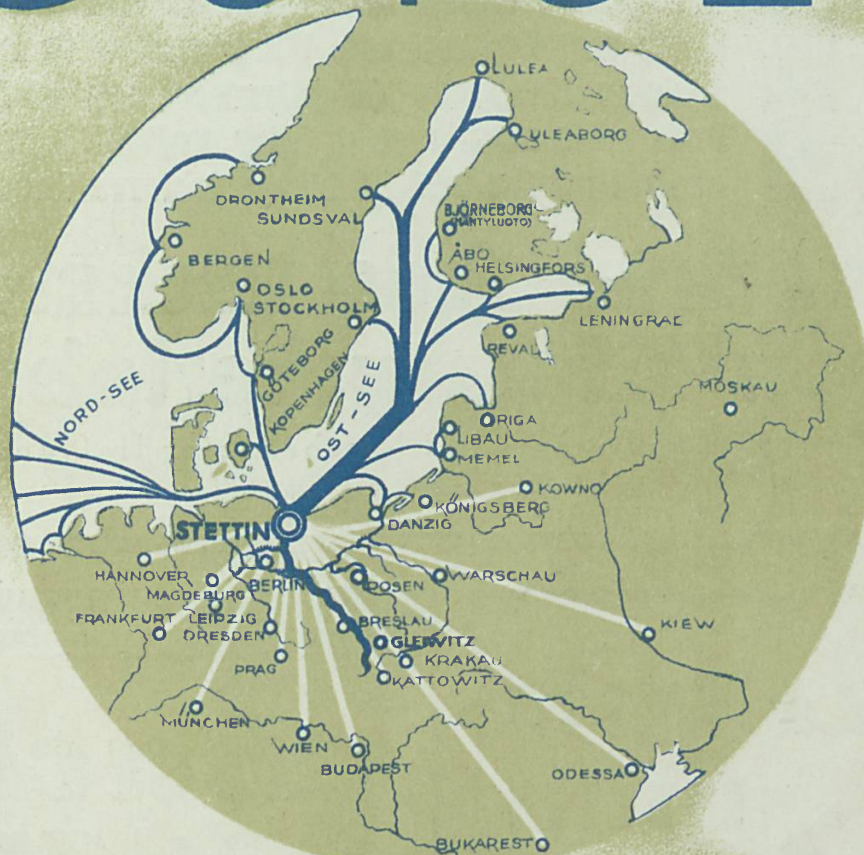 LULEA
ULEABORG
DRONTHEIM
SUNDSVAL
BJÖRNEBORG
(MÄNTYLUOTO)
BERGEN
ÅBO
HELSINGFORS
OSLO
STOCKHOLM
LENINGRAD
GÖTEBORG
REVAL
KOPENHAGEN
NORD-SEE
OST-SEE
MOSKAU
RIGA
LIBAU
MEMEL
KOWNO
KÖNIGSBERG
STETTIN
DANZIG
HANNOVER
BERLIN
POSEN
WARSCHAU
MAGDEBURG
FRANKFURT
LEIPZIG
BRESLAU
KIEW
DRESDEN
GLEIWITZ
PRAG
KRAKAU
KATTOWITZ
MÜNCHEN
WIEN
BUDAPEST
ODESSA
BUKAREST